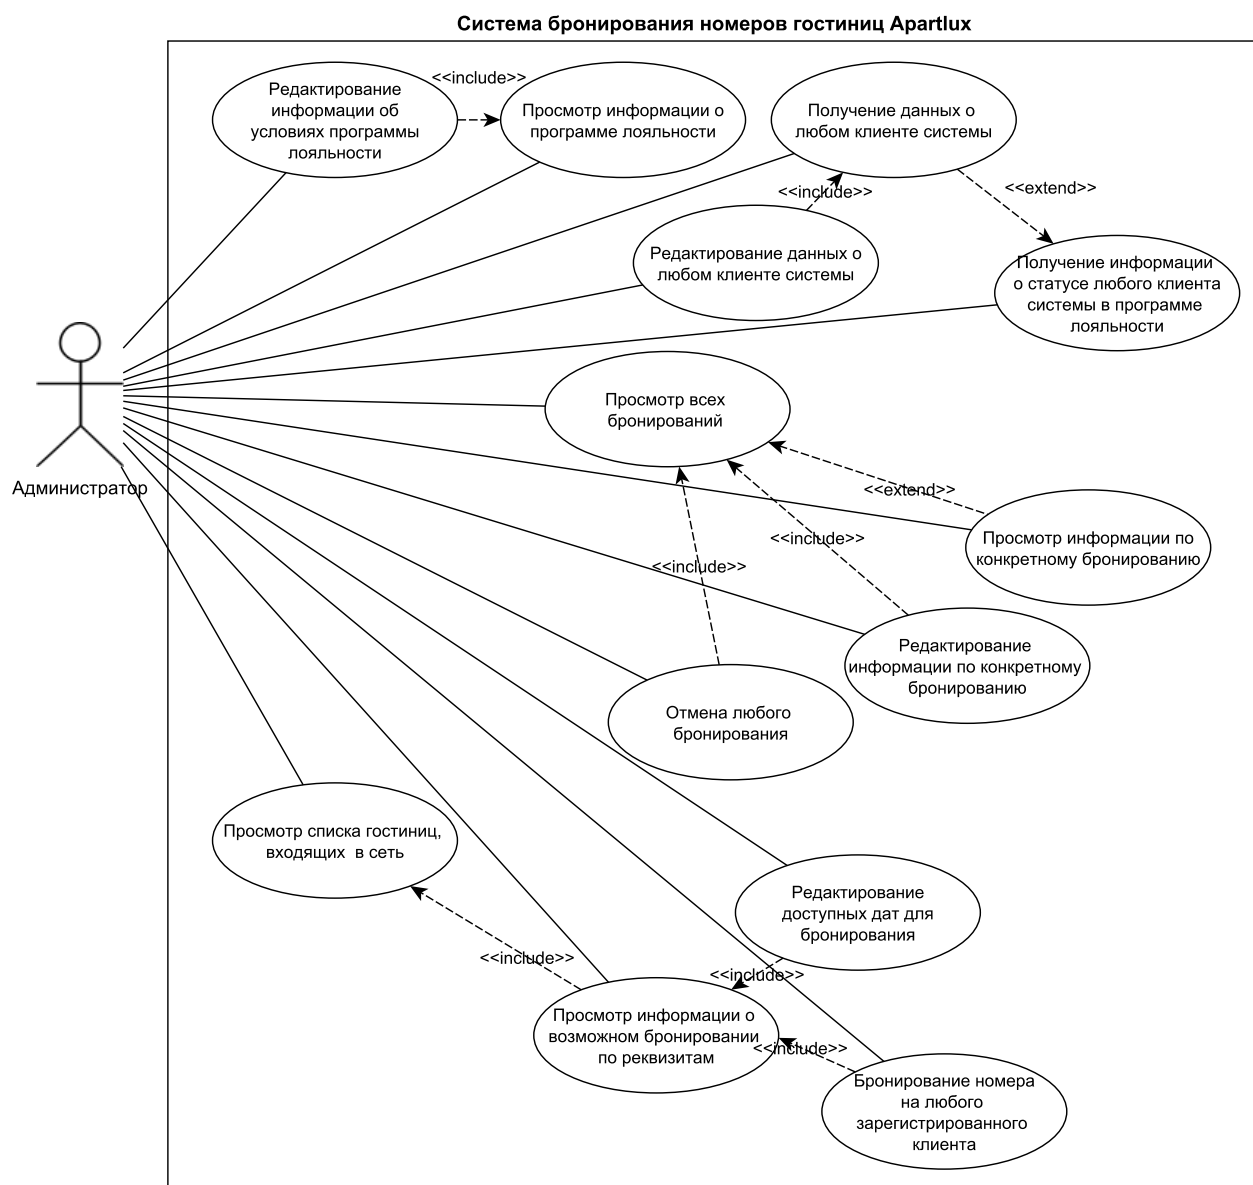 Система бронирования номеров гостиниц Apartlux
Редактирование
информации об
условиях программы
лояльности
<<include>>
Просмотр информации о
программе лояльности
Получение данных о
любом клиенте системы
<<include>>
<<extend>>
Редактирование данных о
любом клиенте системы
Получение информации
о статусе любого клиента
системы в программе
лояльности
Администратор
Просмотр всех
бронирований
<<extend>>
<<include>>
<<include>>
Просмотр информации по
конкретному бронированию
Редактирование
информации по конкретному
бронированию
Отмена любого
бронирования
Просмотр списка гостиниц,
входящих в сеть
Редактирование
доступных дат для
бронирования
<<include>>
<<include>>
Просмотр информации о
возможном бронировании
по реквизитам
<<include>>
Бронирование номера
на любого
зарегистрированного
клиента